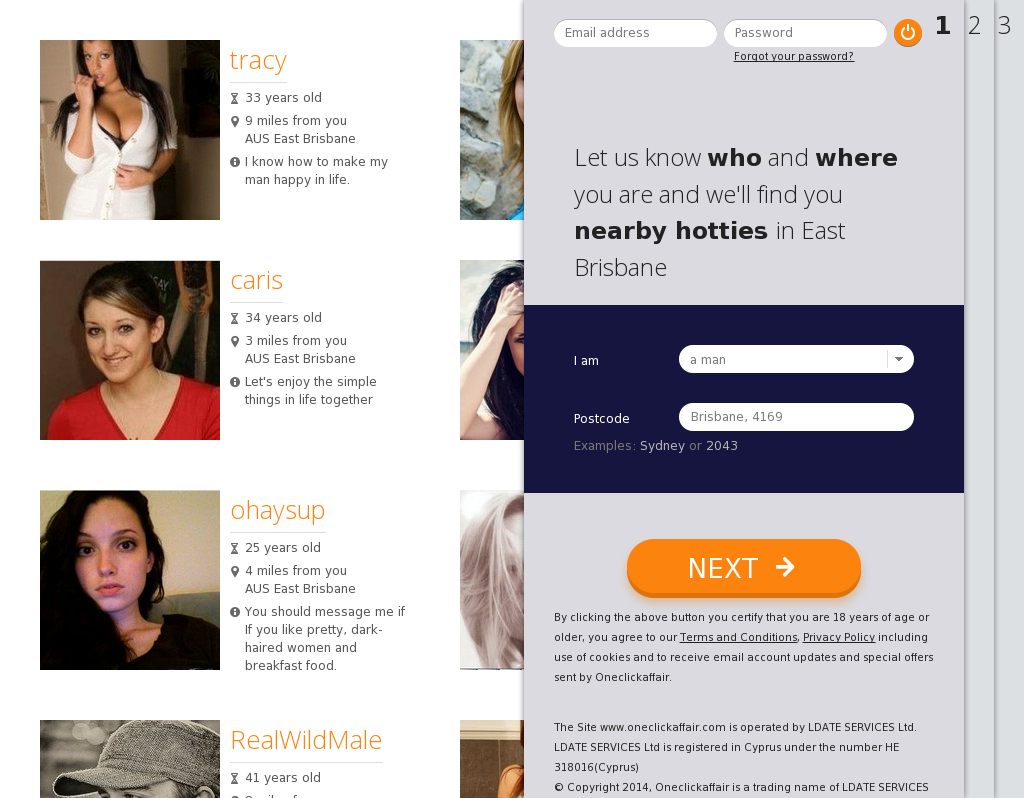 tracy
33 years old
9 miles from you
AUS East Brisbane
I know how to make my
man happy in life.
caris
34 years old
3 miles from you
AUS East Brisbane
Let's enjoy the simple
things in life together
ohaysup
25 years old
4 miles from you
AUS East Brisbane
You should message me if
If you like pretty, dark-
haired women and
breakfast food.
RealWildMale
41 years old
Email address
Password
1 2 3
Forgot your password?
Let us know who and where
you are and we'll find you
nearby hotties in East
Brisbane
I am
a man
Postcode
Brisbane, 4169
Examples: Sydney or 2043
NEXT
By clicking the above button you certify that you are 18 years of age or
older, you agree to our Terms and Conditions, Privacy Policy including
use of cookies and to receive email account updates and special offers
sent by Oneclickaffair.
The Site www.oneclickaffair.com is operated by LDATE SERVICES Ltd.
LDATE SERVICES Ltd is registered in Cyprus under the number HE
318016(Cyprus)
© Copyright 2014, Oneclickaffair is a trading name of LDATE SERVICES